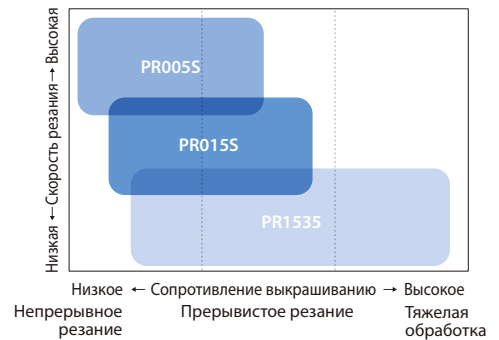 Низкая ← Скорость резания → Высокая
PR005S
PR015S
PR1535
Низкое ← Сопротивление выкрашиванию → Высокое
Непрерывное резание
Прерывистое резание
Тяжелая обработка